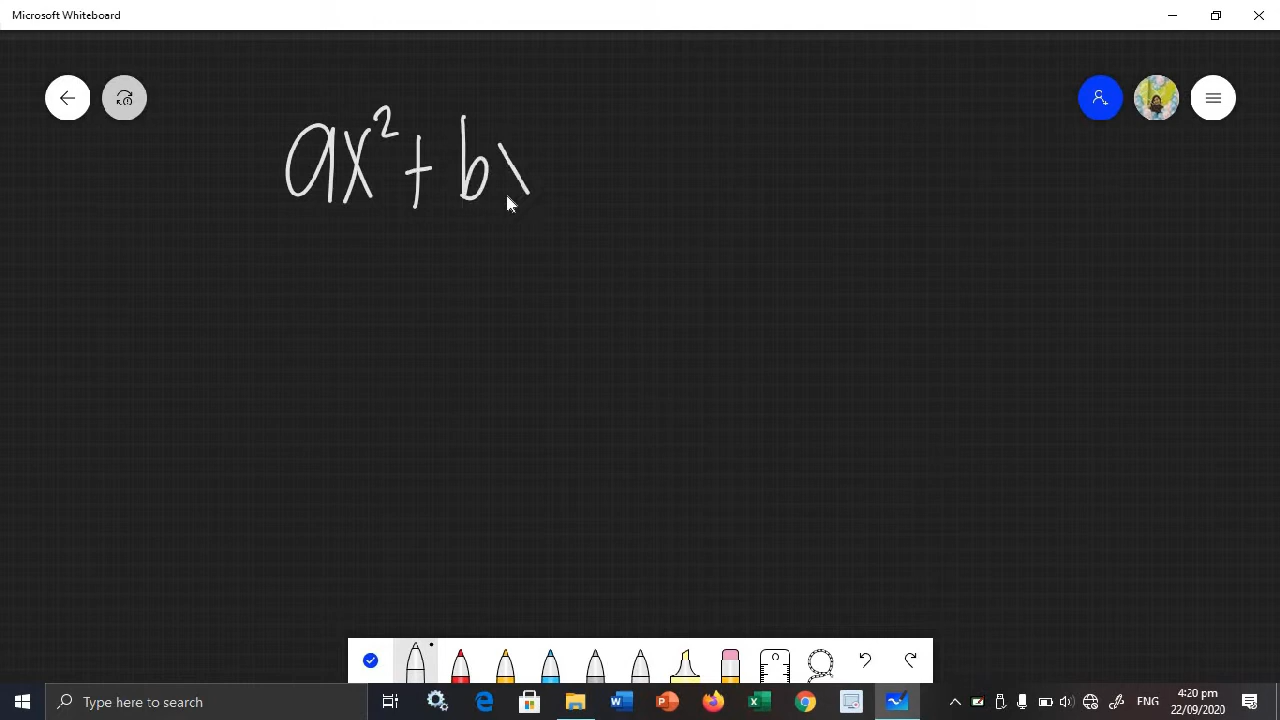 Microsoft Whiteboard
ax² + b\
Type here to search
ENG
4:20 pm
22/09/2020